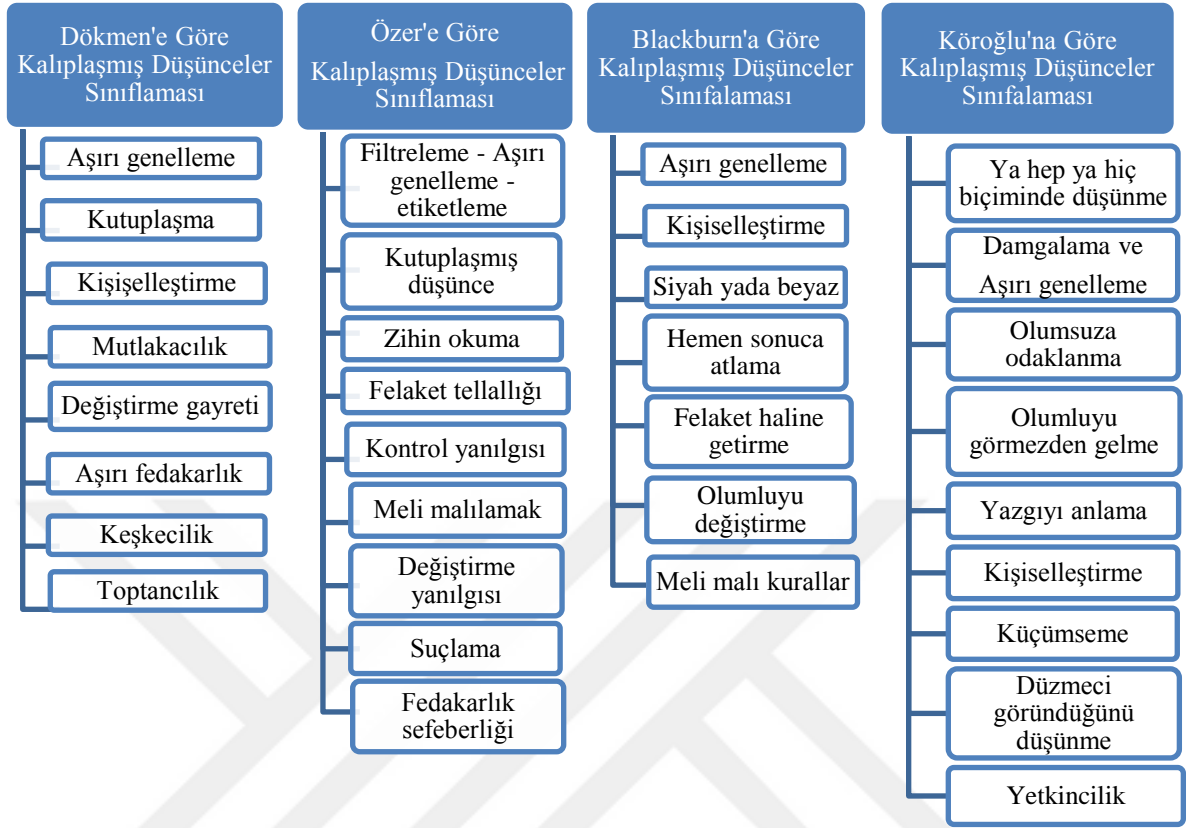 Dökmen'e Göre
Kalıplaşmış Düşünceler
Sınıflaması
Aşırı genelleme
Kutuplaşma
Kişişelleştirme
Mutlakacılık
Değiştirme gayreti
Aşırı fedakarlık
Keşkecilik
Toptancılık
Özer'e Göre
Kalıplaşmış Düşünceler
Sınıflaması
Filtreleme - Aşırı
genelleme -
etiketleme
Kutuplaşmış
düşünce
Zihin okuma
Felaket tellallığı
Kontrol yanılgısı
Meli malılamak
Değiştirme
yanılgısı
Suçlama
Fedakarlık
sefeberliği
Blackburn'a Göre
Kalıplaşmış Düşünceler
Sınıfalaması
Aşırı genelleme
Kişiselleştirme
Siyah yada beyaz
Hemen sonuca
atlama
Felaket haline
getirme
Olumluyu
değiştirme
Meli malı kurallar
Köroğlu'na Göre
Kalıplaşmış Düşünceler
Sınıfalaması
Ya hep ya hiç
biçiminde düşünme
Damgalama ve
Aşırı genelleme
Olumsuza
odaklanma
Olumluyu
görmezden gelme
Yazgıyı anlama
Kişiselleştirme
Küçümseme
Düzmeci
göründüğünü
düşünme
Yetkincilik